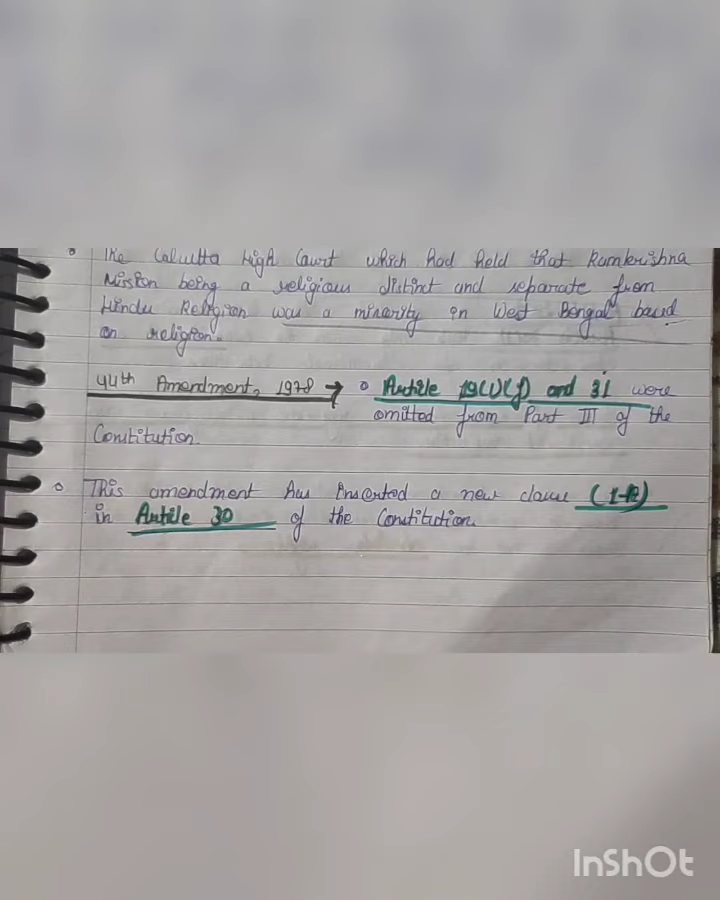 The Calcutta High Court which had held that Ramkrishna
Mission being a religious distinct and separate from
Hindu Religion was a minority in West Bengal based
on religion.
44th Amendment, 1978 → Article 19(1)(f) and 31 were
omitted from Part III of the
Constitution.
This amendment has inserted a new clause (1-A)
in Article 30 of the Constitution.
InShOt